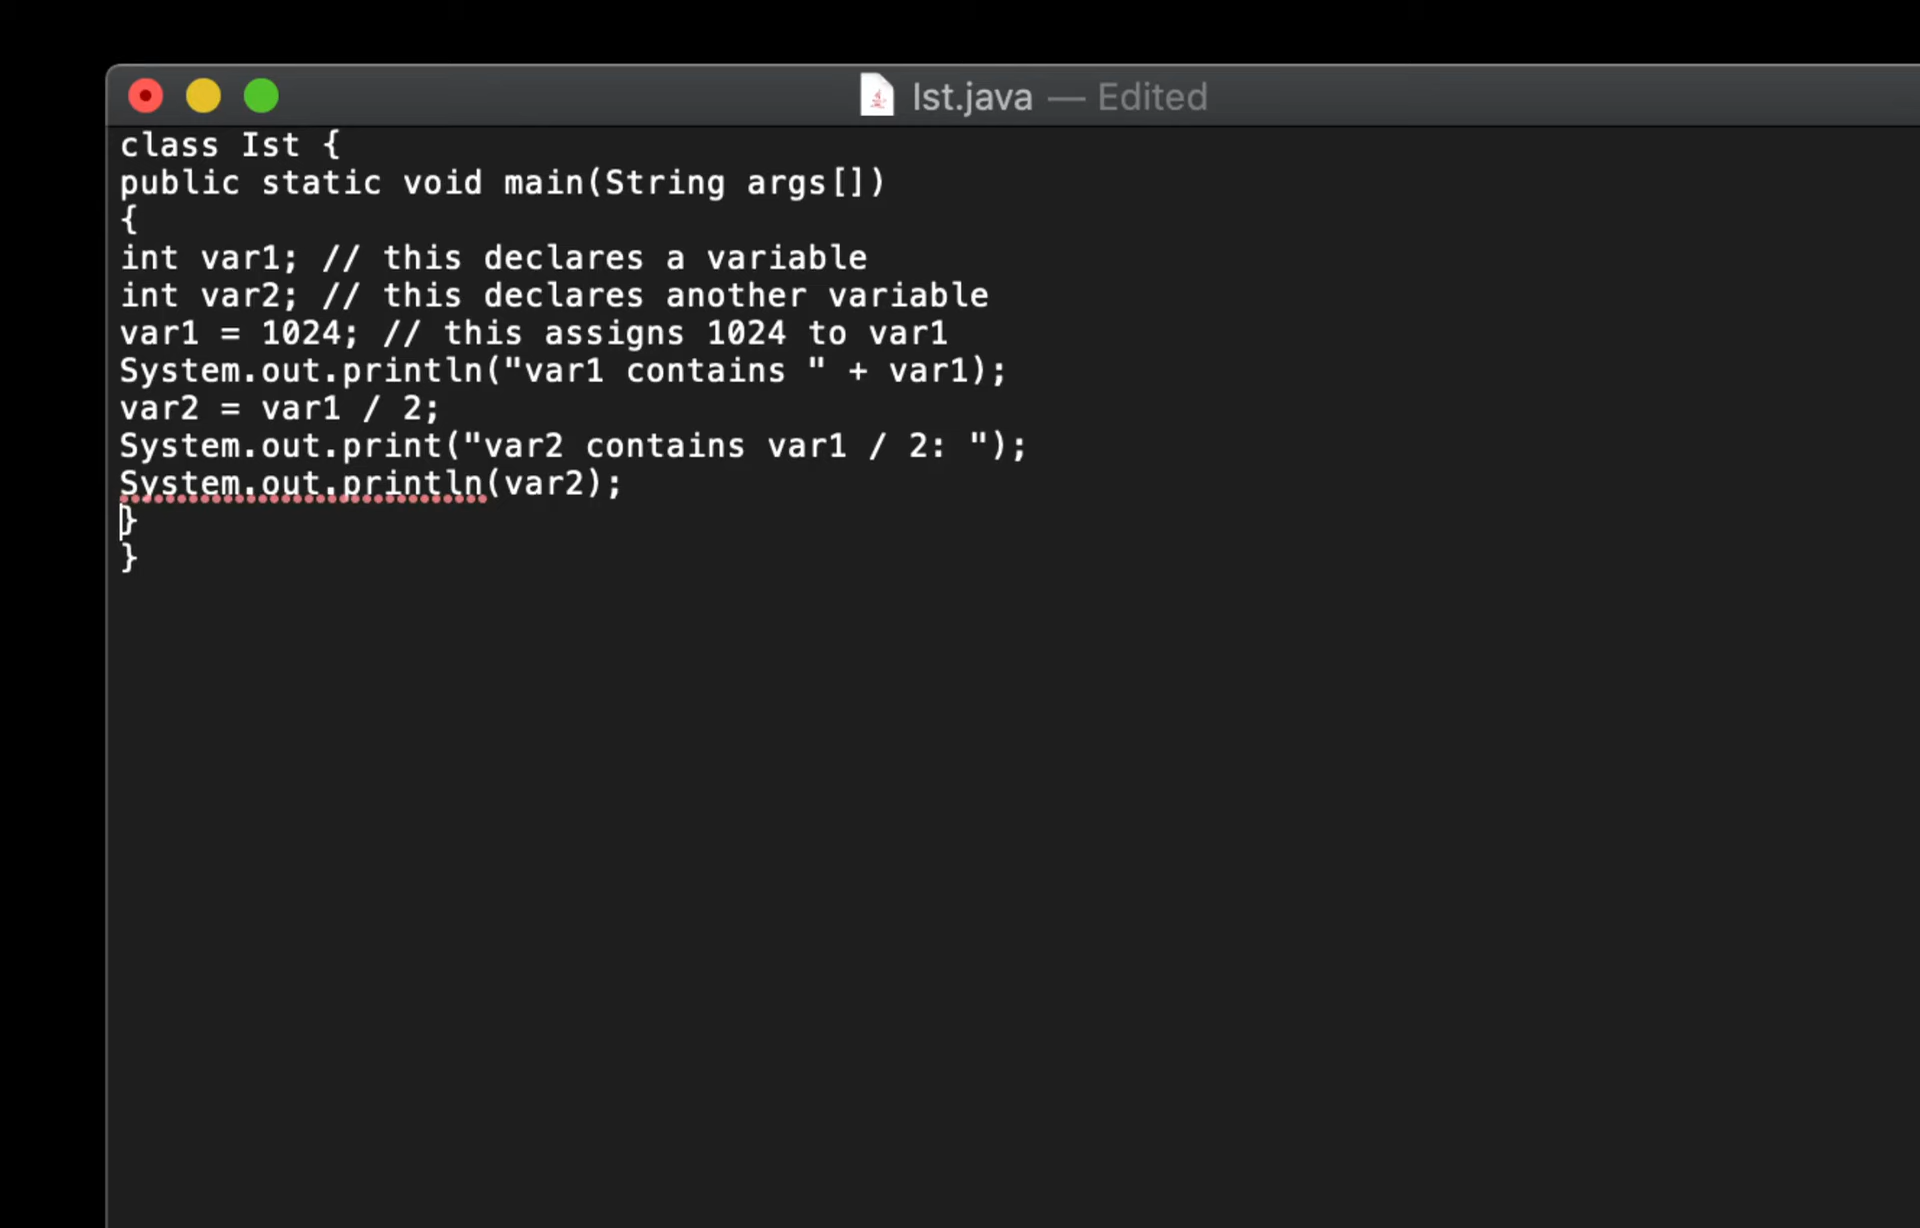 Ist.java — Edited
class Ist {
public static void main(String args[])
{
int var1; // this declares a variable
int var2; // this declares another variable
var1 = 1024; // this assigns 1024 to var1
System.out.println("var1 contains " + var1);
var2 = var1 / 2;
System.out.print("var2 contains var1 / 2: ");
System.out.println(var2);
}
}